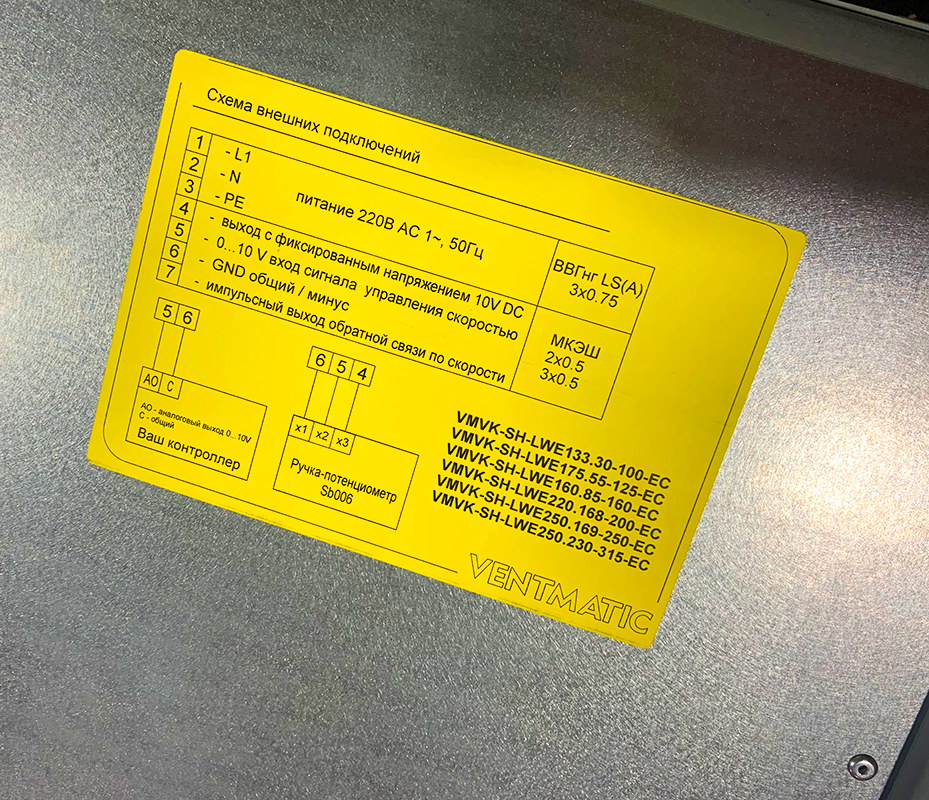 Схема внешних подключений
1 - L1
2 - N
3 - PE
питание 220В AC 1~, 50Гц
ВВГнг LS(A)
3x0.75
4 - выход с фиксированным напряжением 10V DC
5 - 0...10 V вход сигнала управления скоростью
6 - GND общий / минус
7 - импульсный выход обратной связи по скорости
МКЭШ
2x0.5
3x0.5
5 6
AO C
AO - аналоговый выход 0...10V
C - общий
Ваш контроллер
6 5 4
x1 x2 x3
Ручка-потенциометр
Sb006
VMVK-SH-LWE133.30-100-EC
VMVK-SH-LWE175.55-125-EC
VMVK-SH-LWE160.85-160-EC
VMVK-SH-LWE220.168-200-EC
VMVK-SH-LWE250.169-250-EC
VMVK-SH-LWE250.230-315-EC
VENTMATIC